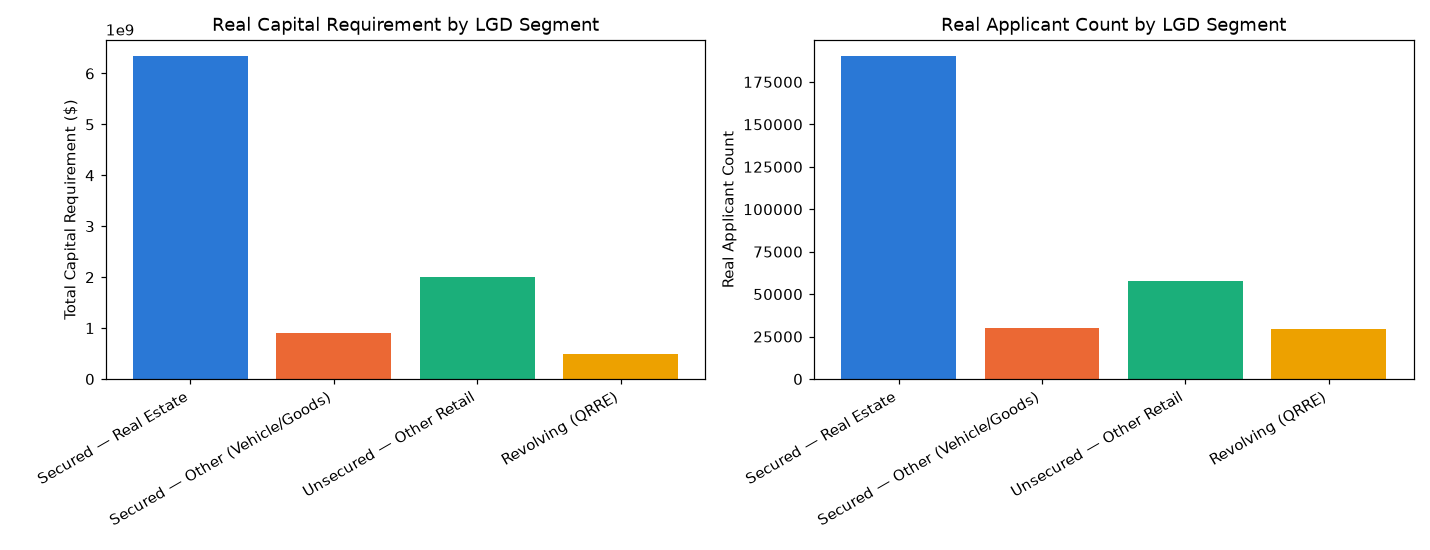 Real Capital Requirement by LGD Segment
1e9
Total Capital Requirement ($)
6
5
4
3
2
1
0
Secured — Real Estate
Secured — Other (Vehicle/Goods)
Unsecured — Other Retail
Revolving (QRRE)
Real Applicant Count by LGD Segment
Real Applicant Count
175000
150000
125000
100000
75000
50000
25000
0
Secured — Real Estate
Secured — Other (Vehicle/Goods)
Unsecured — Other Retail
Revolving (QRRE)